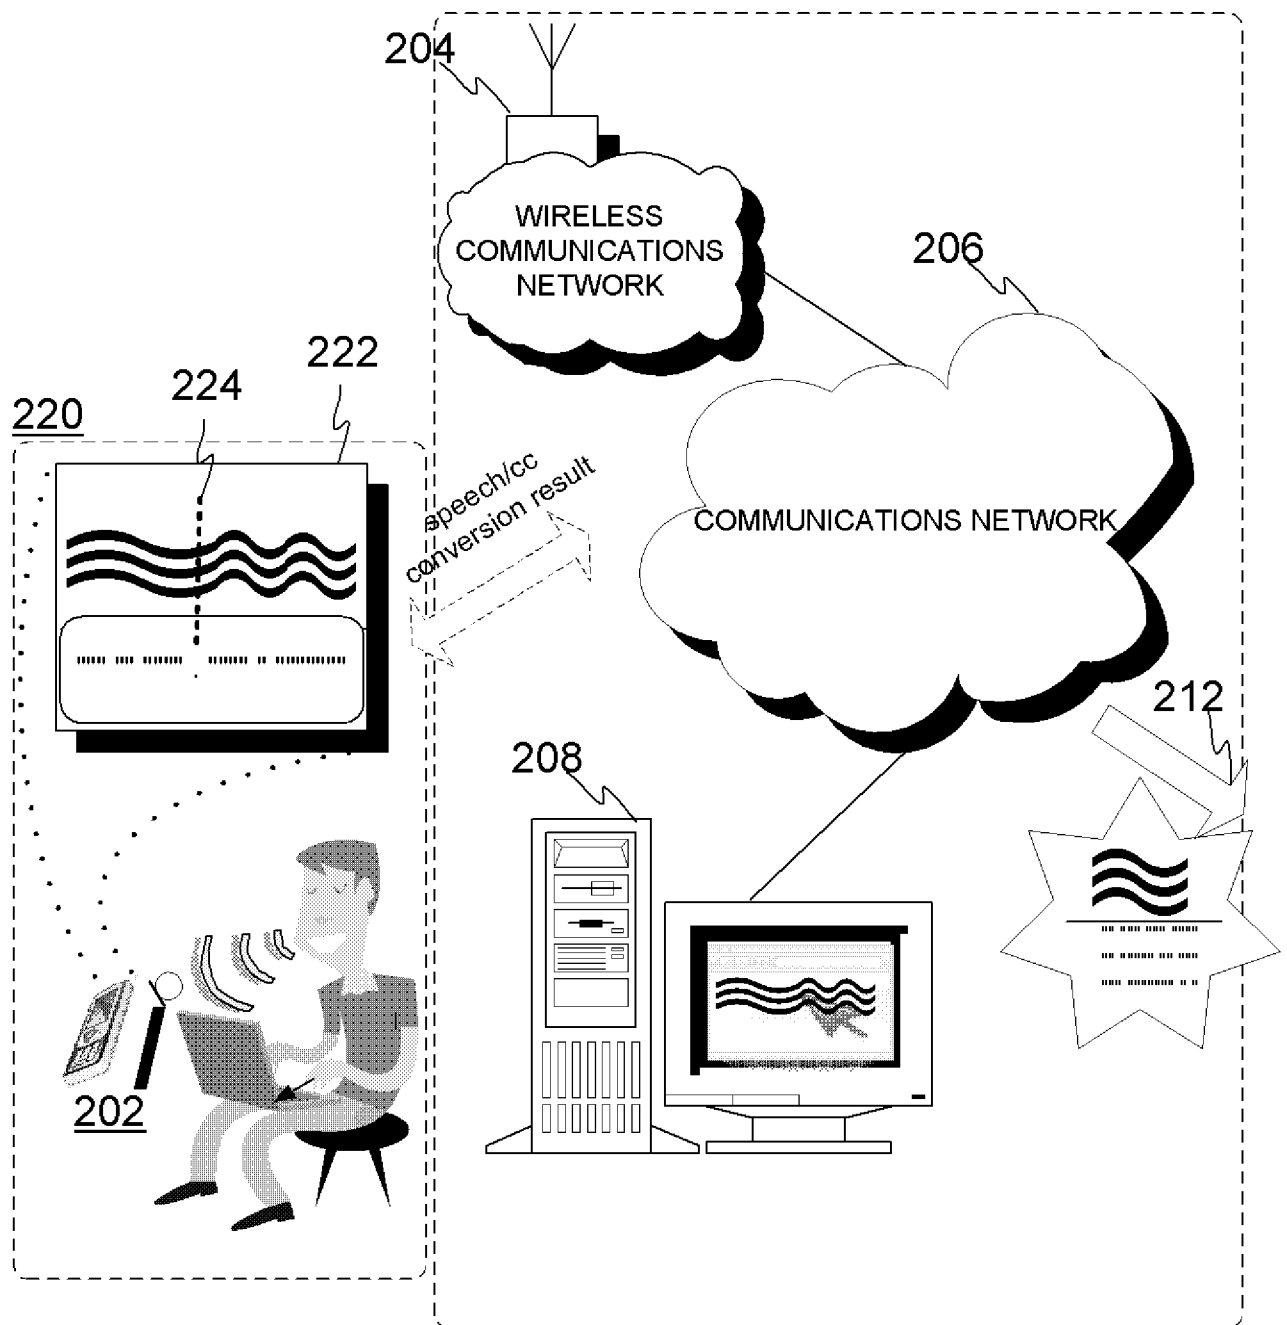 204
WIRELESS
COMMUNICATIONS
NETWORK
206
222
224
220
speech/cc
conversion result
COMMUNICATIONS NETWORK
212
208
202